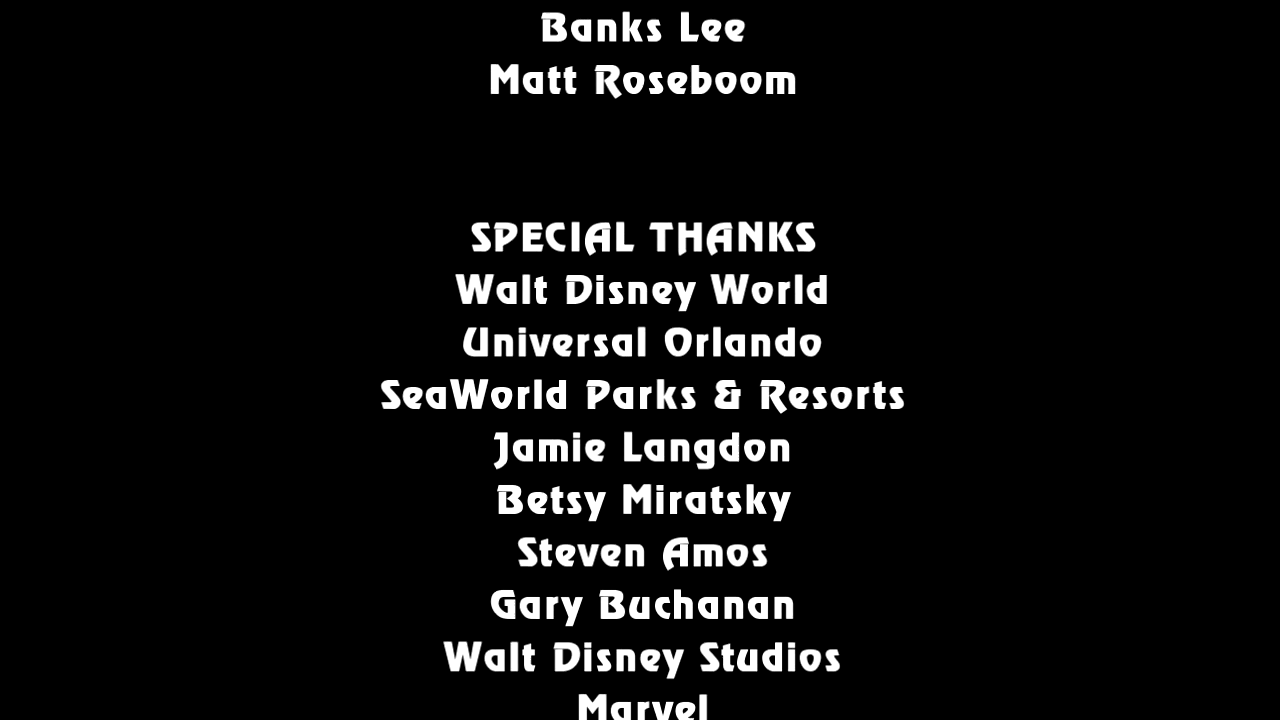 Banks Lee
Matt Roseboom
SPECIAL THANKS
Walt Disney World
Universal Orlando
SeaWorld Parks & Resorts
Jamie Langdon
Betsy Miratsky
Steven Amos
Gary Buchanan
Walt Disney Studios
Marvel